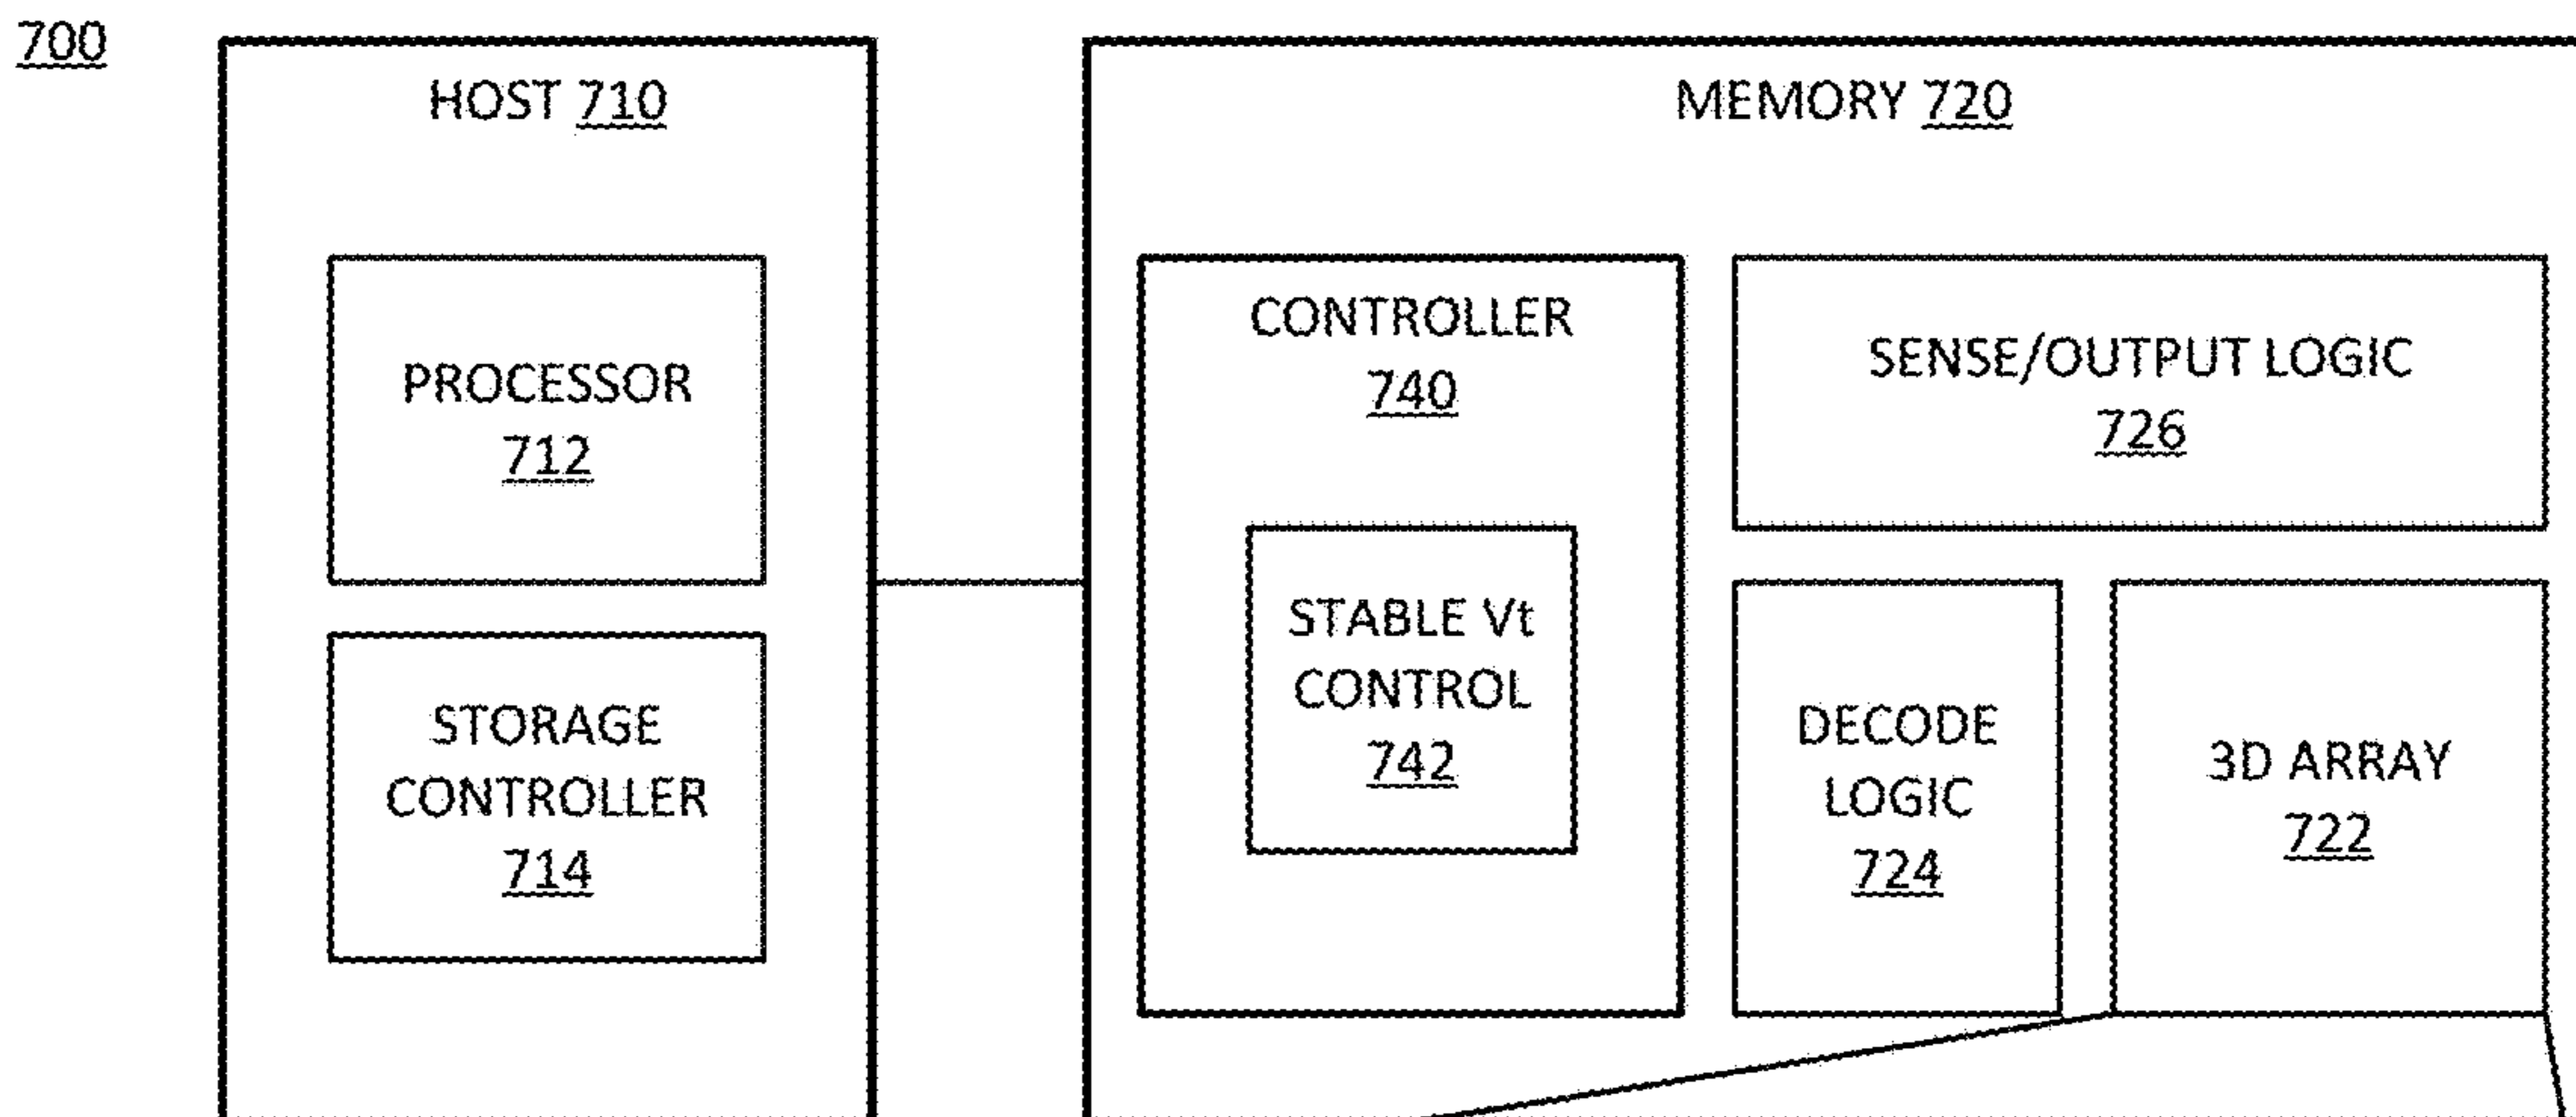 700
HOST 710
PROCESSOR
712
STORAGE
CONTROLLER
714
MEMORY 720
CONTROLLER
740
STABLE Vt
CONTROL
742
SENSE/OUTPUT LOGIC
726
DECODE
LOGIC
724
3D ARRAY
722